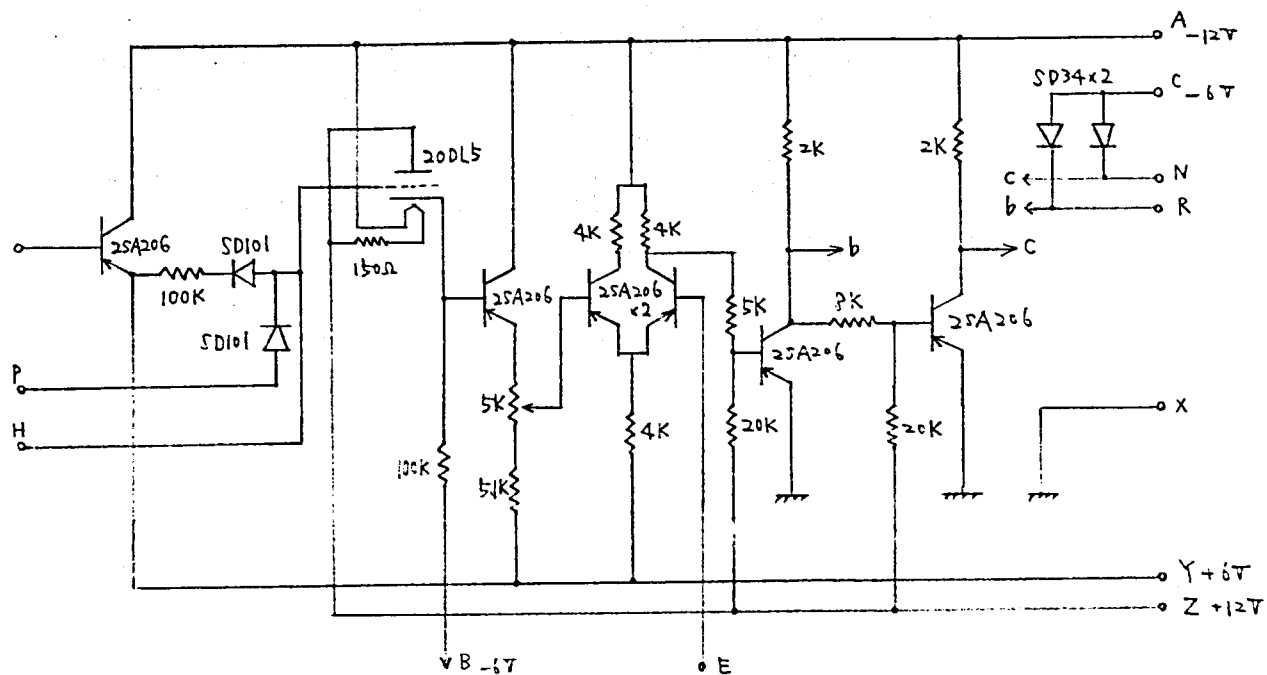 A -12V
SD34×2
C -6V
2K
2K
20DL5
C
N
b
R
4K
4K
2SA206
SD101
150Ω
b
C
100K
2SA206
2SA206
×2
5K
8K
2SA206
SD101
2SA206
P
5K
X
H
4K
20K
20K
100K
51K
Y +6V
Z +12V
B -6V
E